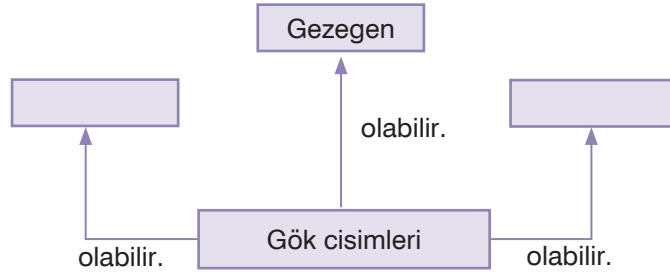 Gezegen
olabilir.
Gök cisimleri
olabilir.
olabilir.